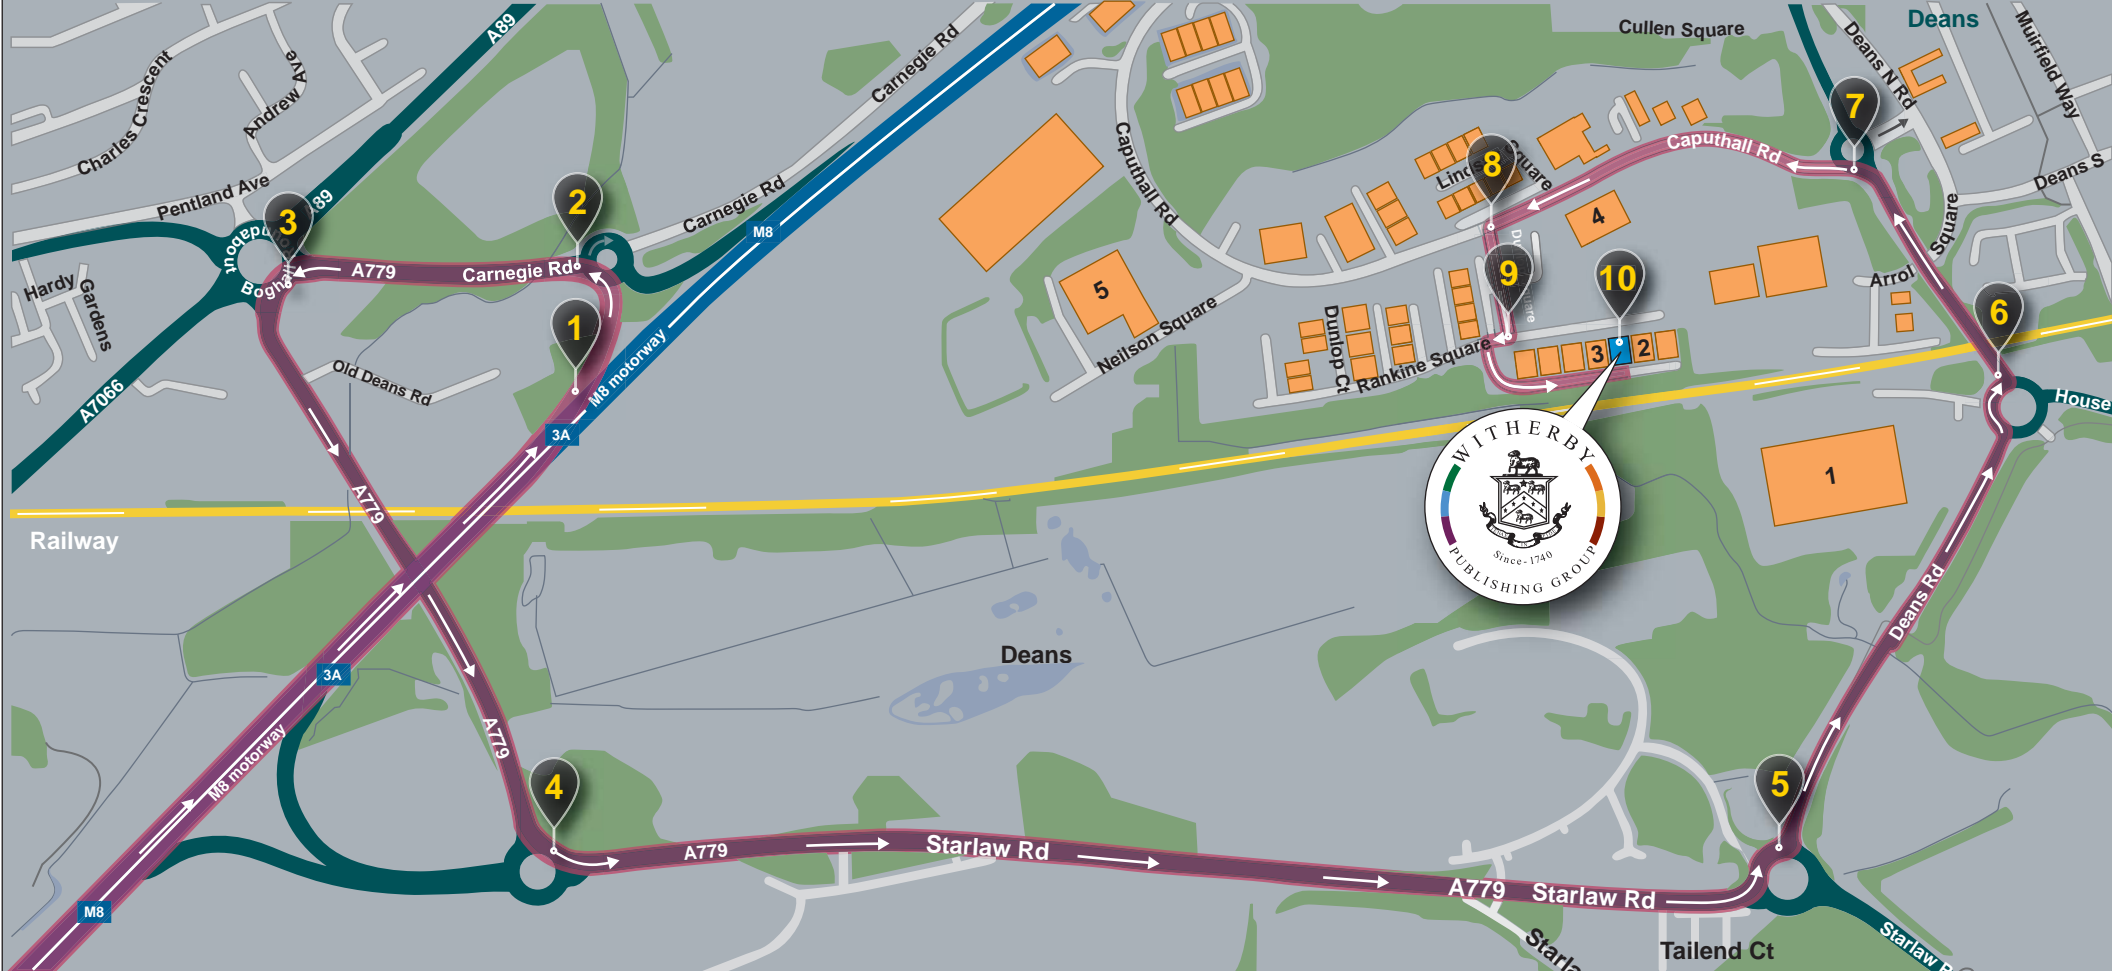 A89
Carnegie Rd
Cullen Square
Deans
Muirfield Way
Deans N Rd
Charles Crescent
Andrew Ave
Pentland Ave
A89
Carnegie Rd
M8
Caputhall Rd
Caputhall Rd
7
8
2
3
Boghall Roundabout
A779
Carnegie Rd
Deans S
Square
Arrol
Square
9
10
4
5
6
Hardy
Gardens
1
Old Deans Rd
M8 motorway
A7066
3A
Neilson Square
Dunlop Ct
Rankine Square
3
2
House
WITHERBY
Since-1740
PUBLISHING GROUP
1
A779
Railway
Deans
Deans Rd
3A
M8 motorway
A779
4
5
A779
Starlaw Rd
A779
Starlaw Rd
M8
Tailend Ct
Starlaw